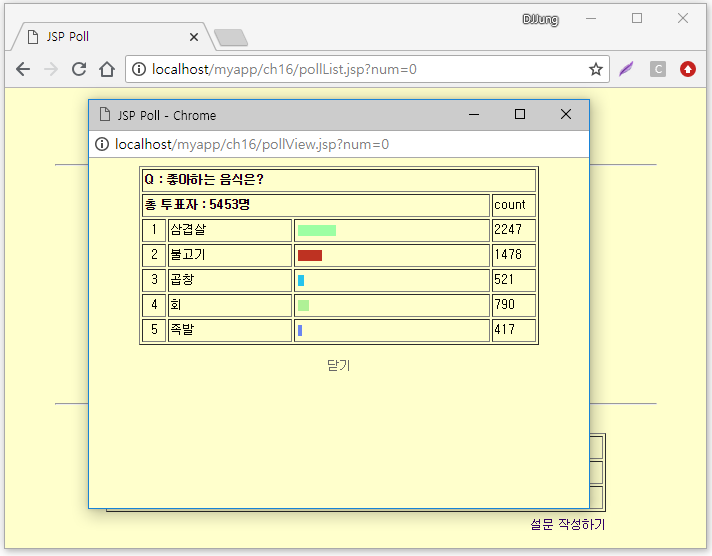 DJJung
JSP Poll
localhost/myapp/ch16/pollList.jsp?num=0
C
JSP Poll - Chrome
localhost/myapp/ch16/pollView.jsp?num=0
Q : 좋아하는 음식은?
총 투표자 : 5453명 count
1 삼겹살 2247
2 불고기 1478
3 곱창 521
4 회 790
5 족발 417
닫기
설문 작성하기